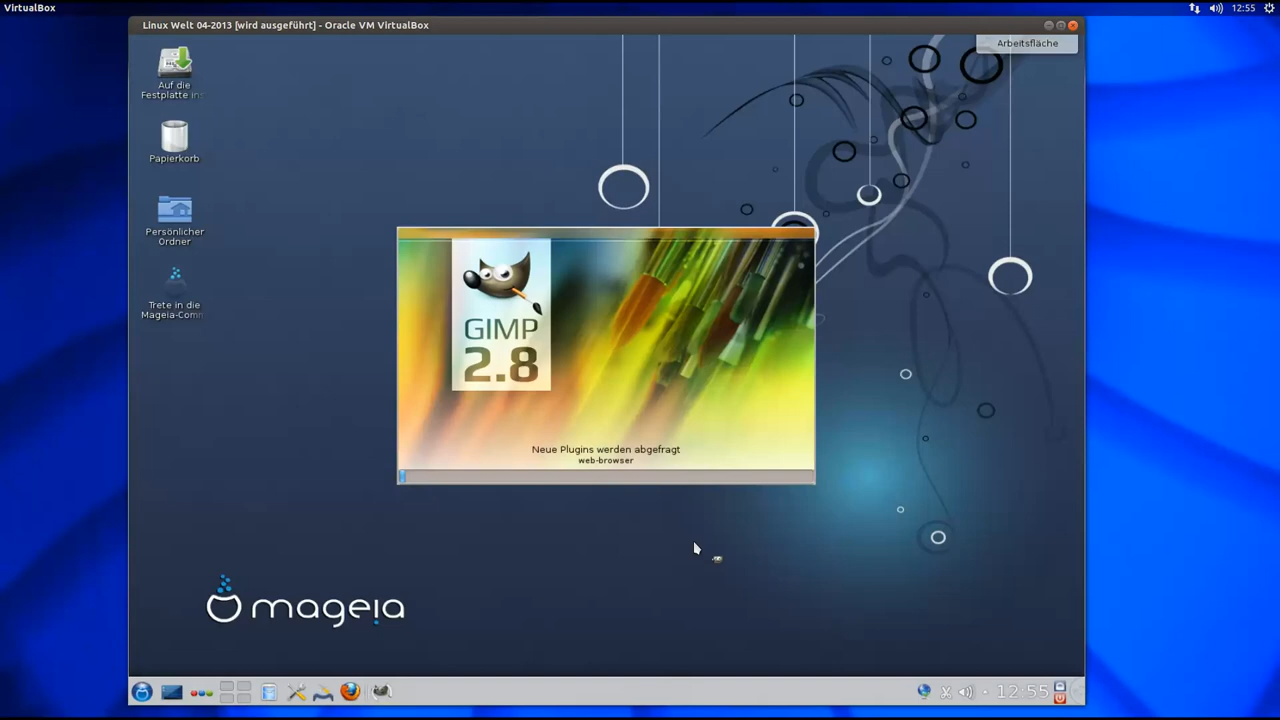 VirtualBox
12:55
Linux Welt 04-2013 [wird ausgeführt] - Oracle VM VirtualBox
Arbeitsfläche
Auf die
Festplatte ins
Papierkorb
Persönlicher
Ordner
Trete in die
Mageia-Comm
GIMP
2.8
Neue Plugins werden abgefragt
web-browser
mageia
12:55